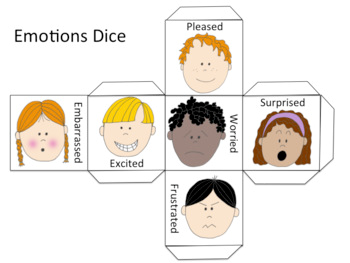 Emotions Dice
Pleased
Embarrassed
Excited
Worried
Surprised
Frustrated